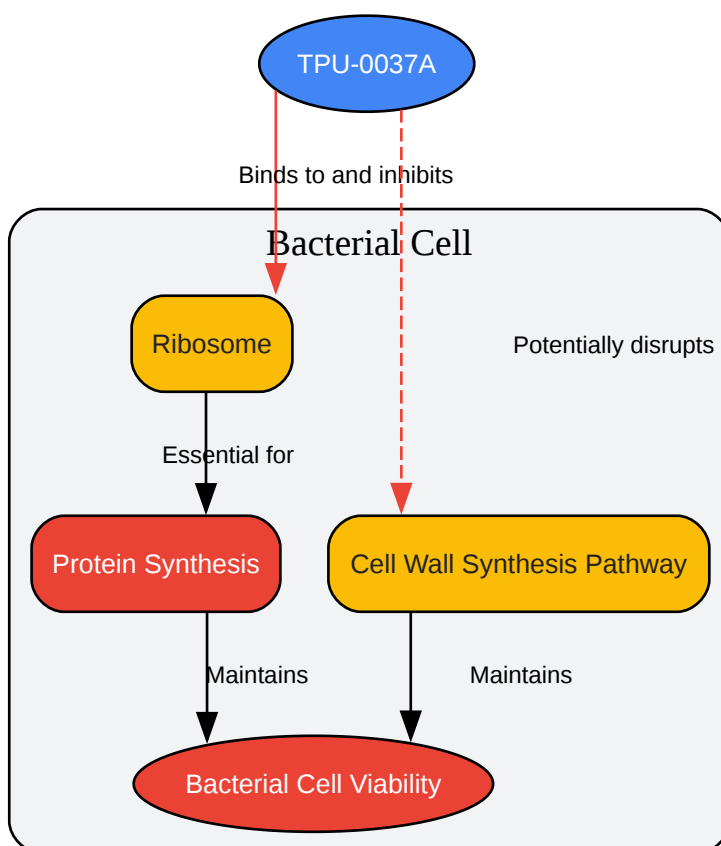 TPU-0037A
Binds to and inhibits
Bacterial Cell
Ribosome
Potentially disrupts
Essential for
Protein Synthesis
Cell Wall Synthesis Pathway
Maintains
Maintains
Bacterial Cell Viability